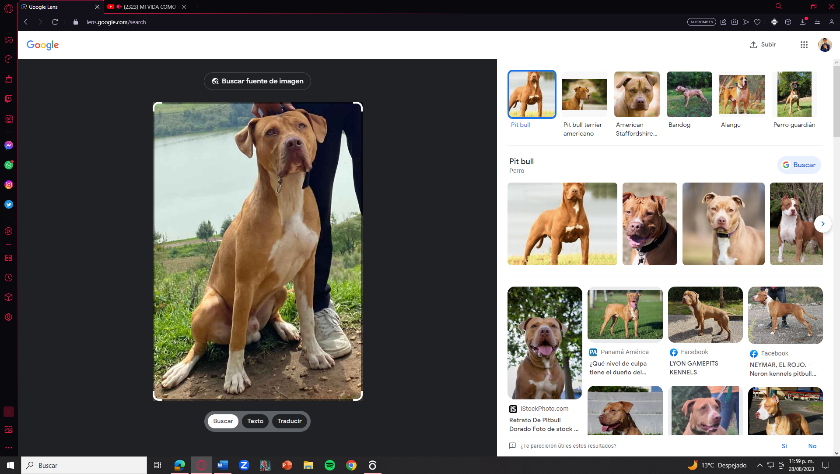 Google Lens
(2323) MI VIDA COMO
lens.google.com/search
Google
Subir
Buscar fuente de imagen
Buscar
Texto
Traducir
Pit bull
Pit bull terrier
americano
American
Staffordshire...
Bandog
Alangu
Perro guardián
Pit bull
Perro
Buscar
iStockPhoto.com
Retrato De Pitbull
Dorado Foto de stock ...
PA
Panamá América
¿Qué nivel de culpa
tiene el dueño del...
Facebook
LYON GAMEPITS
KENNELS
Facebook
NEYMAR, EL ROJO.
Neron kennels pitbull...
¿Te parecieron útiles estos resultados?
Sí
No
Buscar
13°C Despejado
11:59 p. m.
28/08/2023